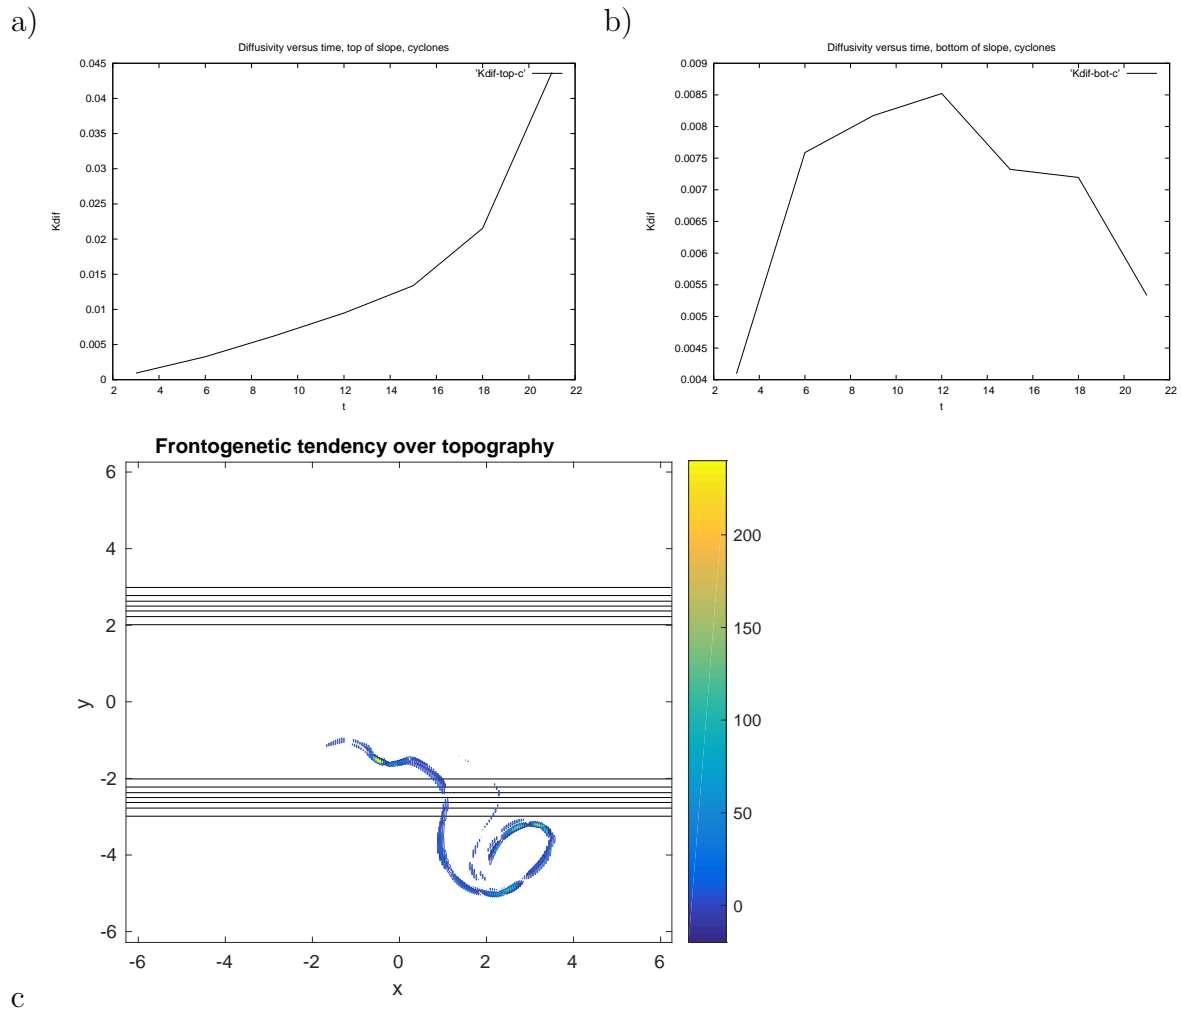 a)
Diffusivity versus time, top of slope, cyclones
'Kdif-top-c'
0.045
0.04
0.035
0.03
0.025
0.02
0.015
0.01
0.005
0
Kdif
2 4 6 8 10 12 14 16 18 20 22
t
b)
Diffusivity versus time, bottom of slope, cyclones
'Kdif-bot-c'
0.009
0.0085
0.008
0.0075
0.007
0.0065
0.006
0.0055
0.005
0.0045
0.004
Kdif
2 4 6 8 10 12 14 16 18 20 22
t
Frontogenetic tendency over topography
6
4
2
0
-2
-4
-6
y
-6 -4 -2 0 2 4 6
x
200
150
100
50
0
c